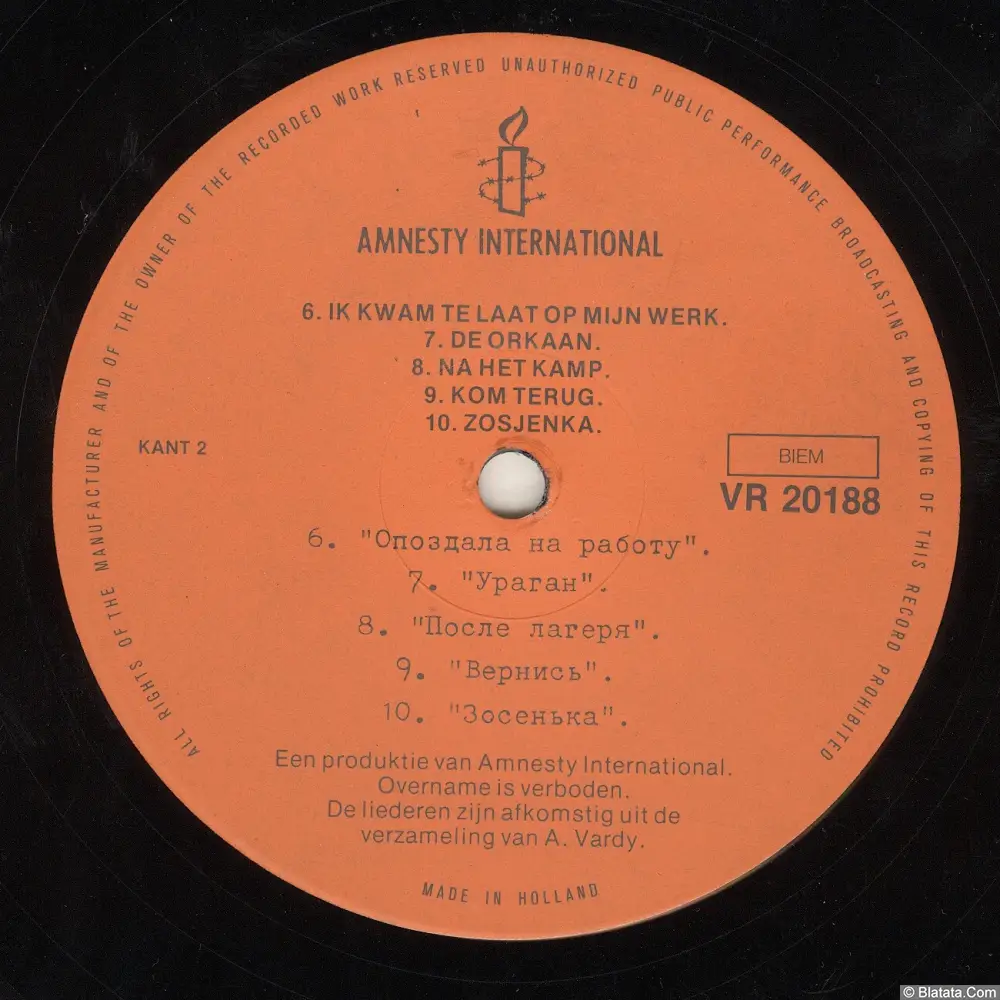 ALL RIGHTS OF THE MANUFACTURER AND OF THE OWNER OF THE RECORDED WORK RESERVED UNAUTHORIZED PUBLIC PERFORMANCE BROADCASTING AND COPYING OF THIS RECORD PROHIBITED
AMNESTY INTERNATIONAL
6. IK KWAM TE LAAT OP MIJN WERK.
7. DE ORKAAN.
8. NA HET KAMP.
9. KOM TERUG.
10. ZOSJENKA.
KANT 2
BIEM
VR 20188
6. "Опоздала на работу".
7. "Ураган".
8. "После лагеря".
9. "Вернись".
10. "Зосенька".
Een produktie van Amnesty International.
Overname is verboden.
De liederen zijn afkomstig uit de
verzameling van A. Vardy.
MADE IN HOLLAND
© Blatata.Com